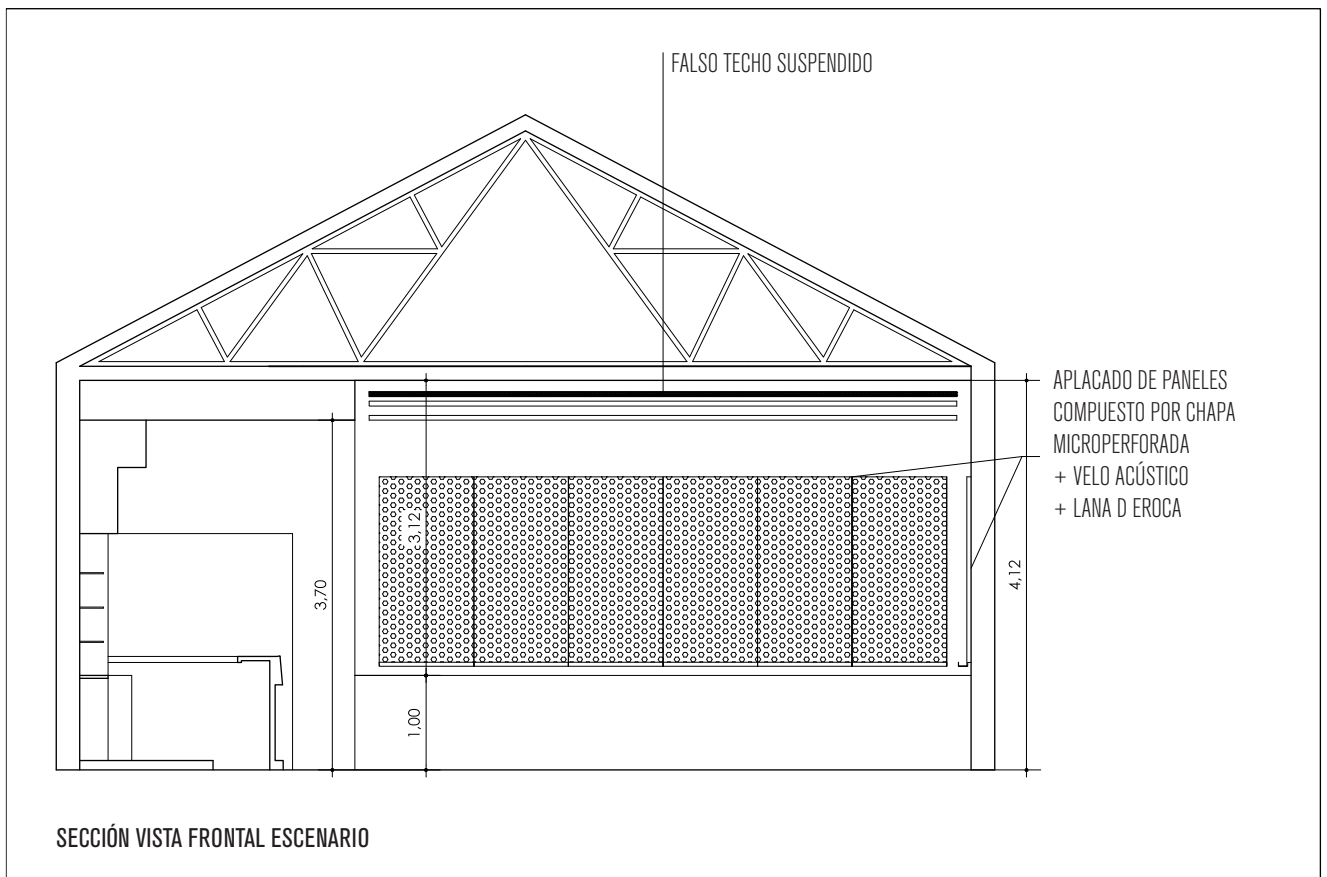 FALSO TECHO SUSPENDIDO
APLACADO DE PANELES
COMPUESTO POR CHAPA
MICROPERFORADA
+ VELO ACÚSTICO
+ LANA D EROCA
3,12
3,70
4,12
1,00
SECCIÓN VISTA FRONTAL ESCENARIO